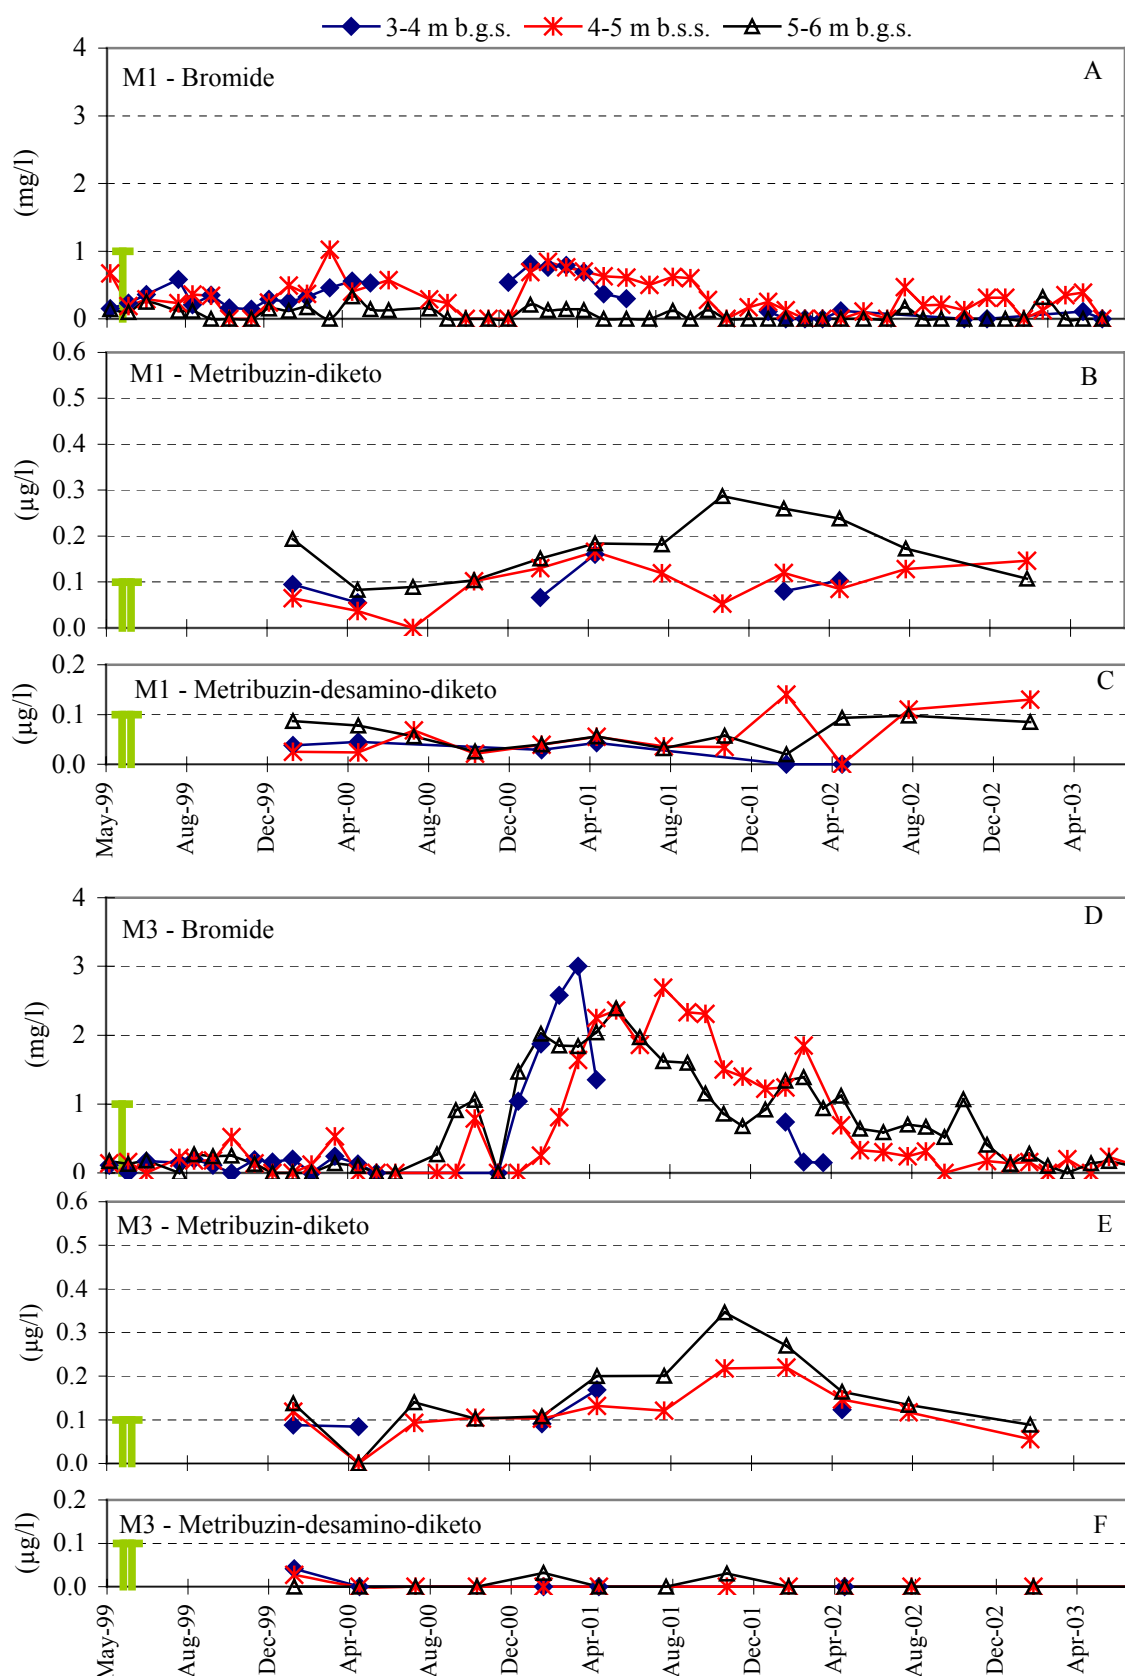 3-4 m b.g.s. 4-5 m b.s.s. 5-6 m b.g.s.
M1 - Bromide A
(mg/l)
4
3
2
1
0
M1 - Metribuzin-diketo B
(µg/l)
0.6
0.5
0.4
0.3
0.2
0.1
0.0
M1 - Metribuzin-desamino-diketo C
(µg/l)
0.2
0.1
0.0
May-99 Aug-99 Dec-99 Apr-00 Aug-00 Dec-00 Apr-01 Aug-01 Dec-01 Apr-02 Aug-02 Dec-02 Apr-03
M3 - Bromide D
(mg/l)
4
3
2
1
0
M3 - Metribuzin-diketo E
(µg/l)
0.6
0.5
0.4
0.3
0.2
0.1
0.0
M3 - Metribuzin-desamino-diketo F
(µg/l)
0.2
0.1
0.0
May-99 Aug-99 Dec-99 Apr-00 Aug-00 Dec-00 Apr-01 Aug-01 Dec-01 Apr-02 Aug-02 Dec-02 Apr-03